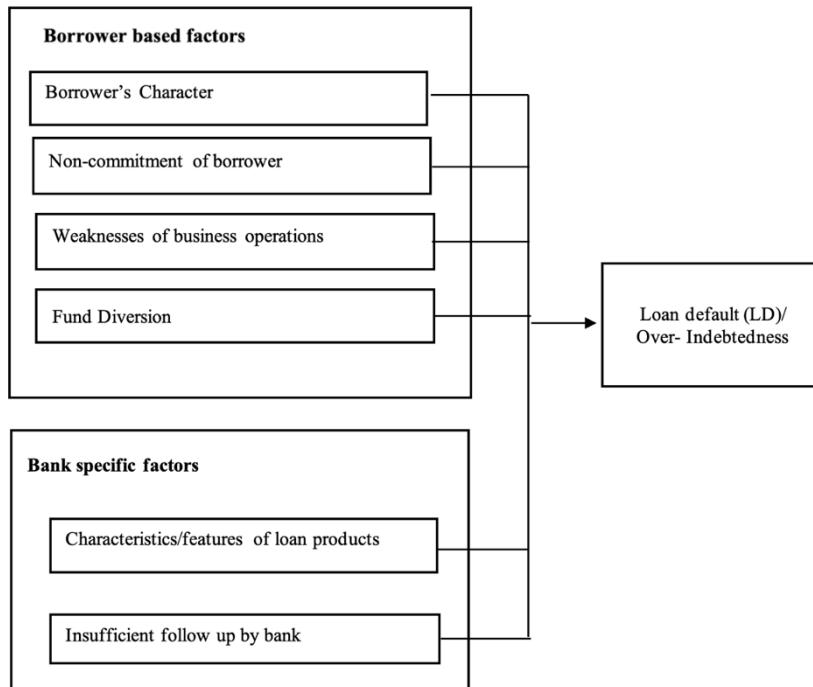 Borrower based factors
Borrower's Character
Non-commitment of borrower
Weaknesses of business operations
Fund Diversion
Loan default (LD)/
Over- Indebtedness
Bank specific factors
Characteristics/features of loan products
Insufficient follow up by bank